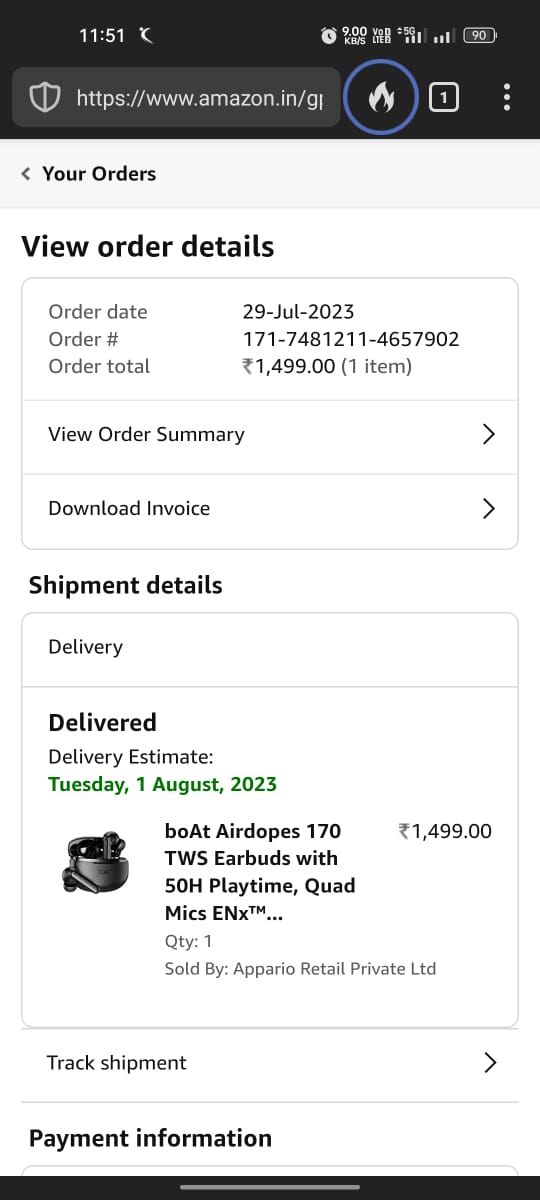 11:51
9.00 KB/S VoD LTED 5G 90
https://www.amazon.in/gp
1
Your Orders
View order details
Order date 29-Jul-2023
Order # 171-7481211-4657902
Order total ₹1,499.00 (1 item)
View Order Summary
Download Invoice
Shipment details
Delivery
Delivered
Delivery Estimate:
Tuesday, 1 August, 2023
boAt Airdopes 170 ₹1,499.00
TWS Earbuds with
50H Playtime, Quad
Mics ENx™...
Qty: 1
Sold By: Appario Retail Private Ltd
Track shipment
Payment information